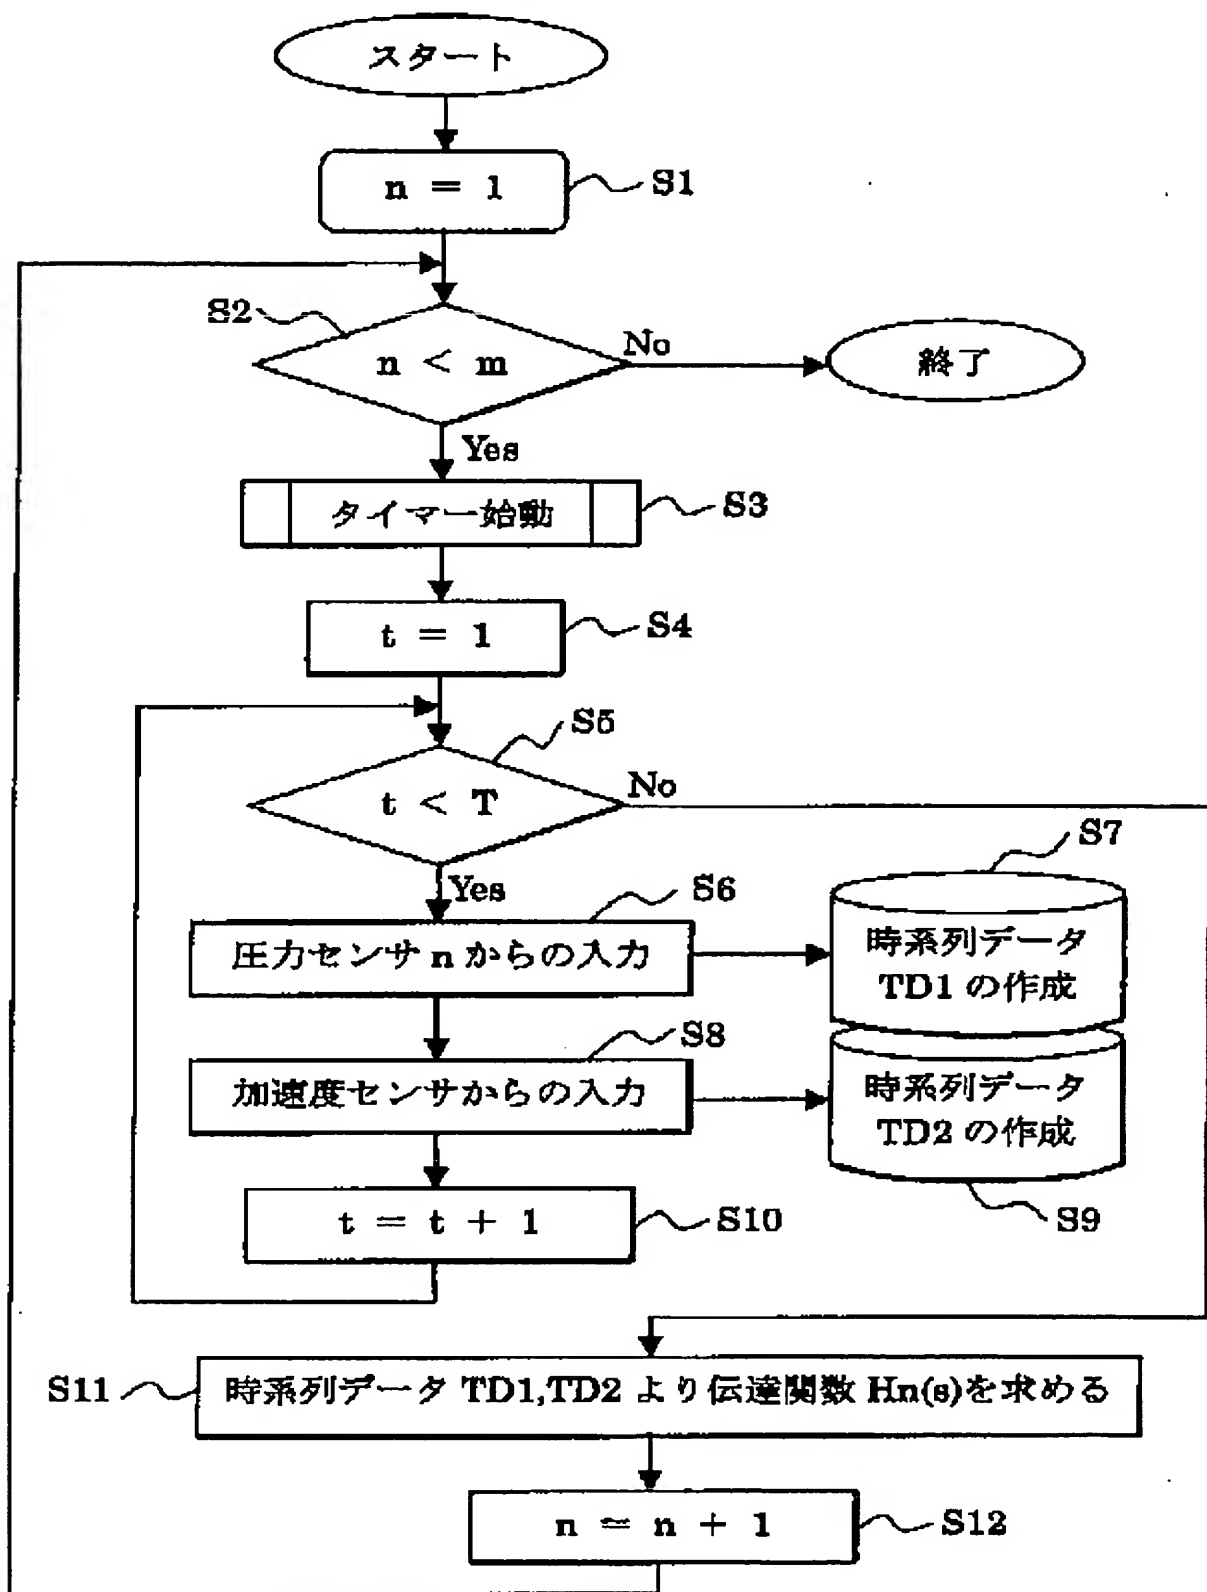 スタート
n = 1
S1
S2
n < m
No
終了
Yes
タイマー始動
S3
t = 1
S4
S5
t < T
No
S7
Yes
S6
圧力センサ n からの入力
時系列データ
TD1 の作成
S8
加速度センサからの入力
時系列データ
TD2 の作成
t = t + 1
S10
S9
S11
時系列データ TD1,TD2 より伝達関数 Hn(s)を求める
n = n + 1
S12